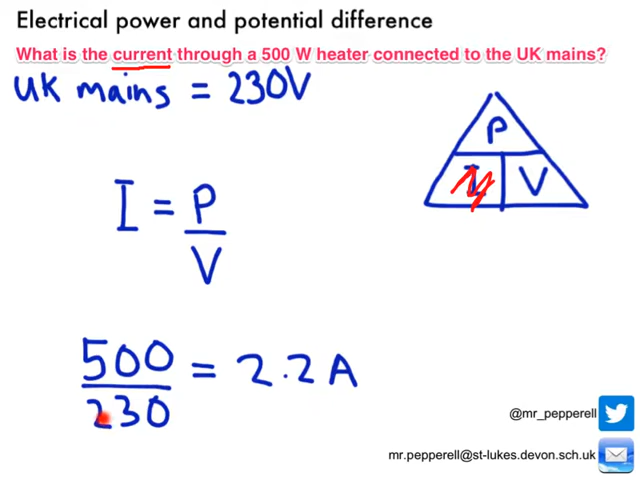 Electrical power and potential difference
What is the current through a 500 W heater connected to the UK mains?
UK mains = 230V
P
I V
I = P
V
500
230
= 2.2 A
@mr_pepperell
mr.pepperell@st-lukes.devon.sch.uk